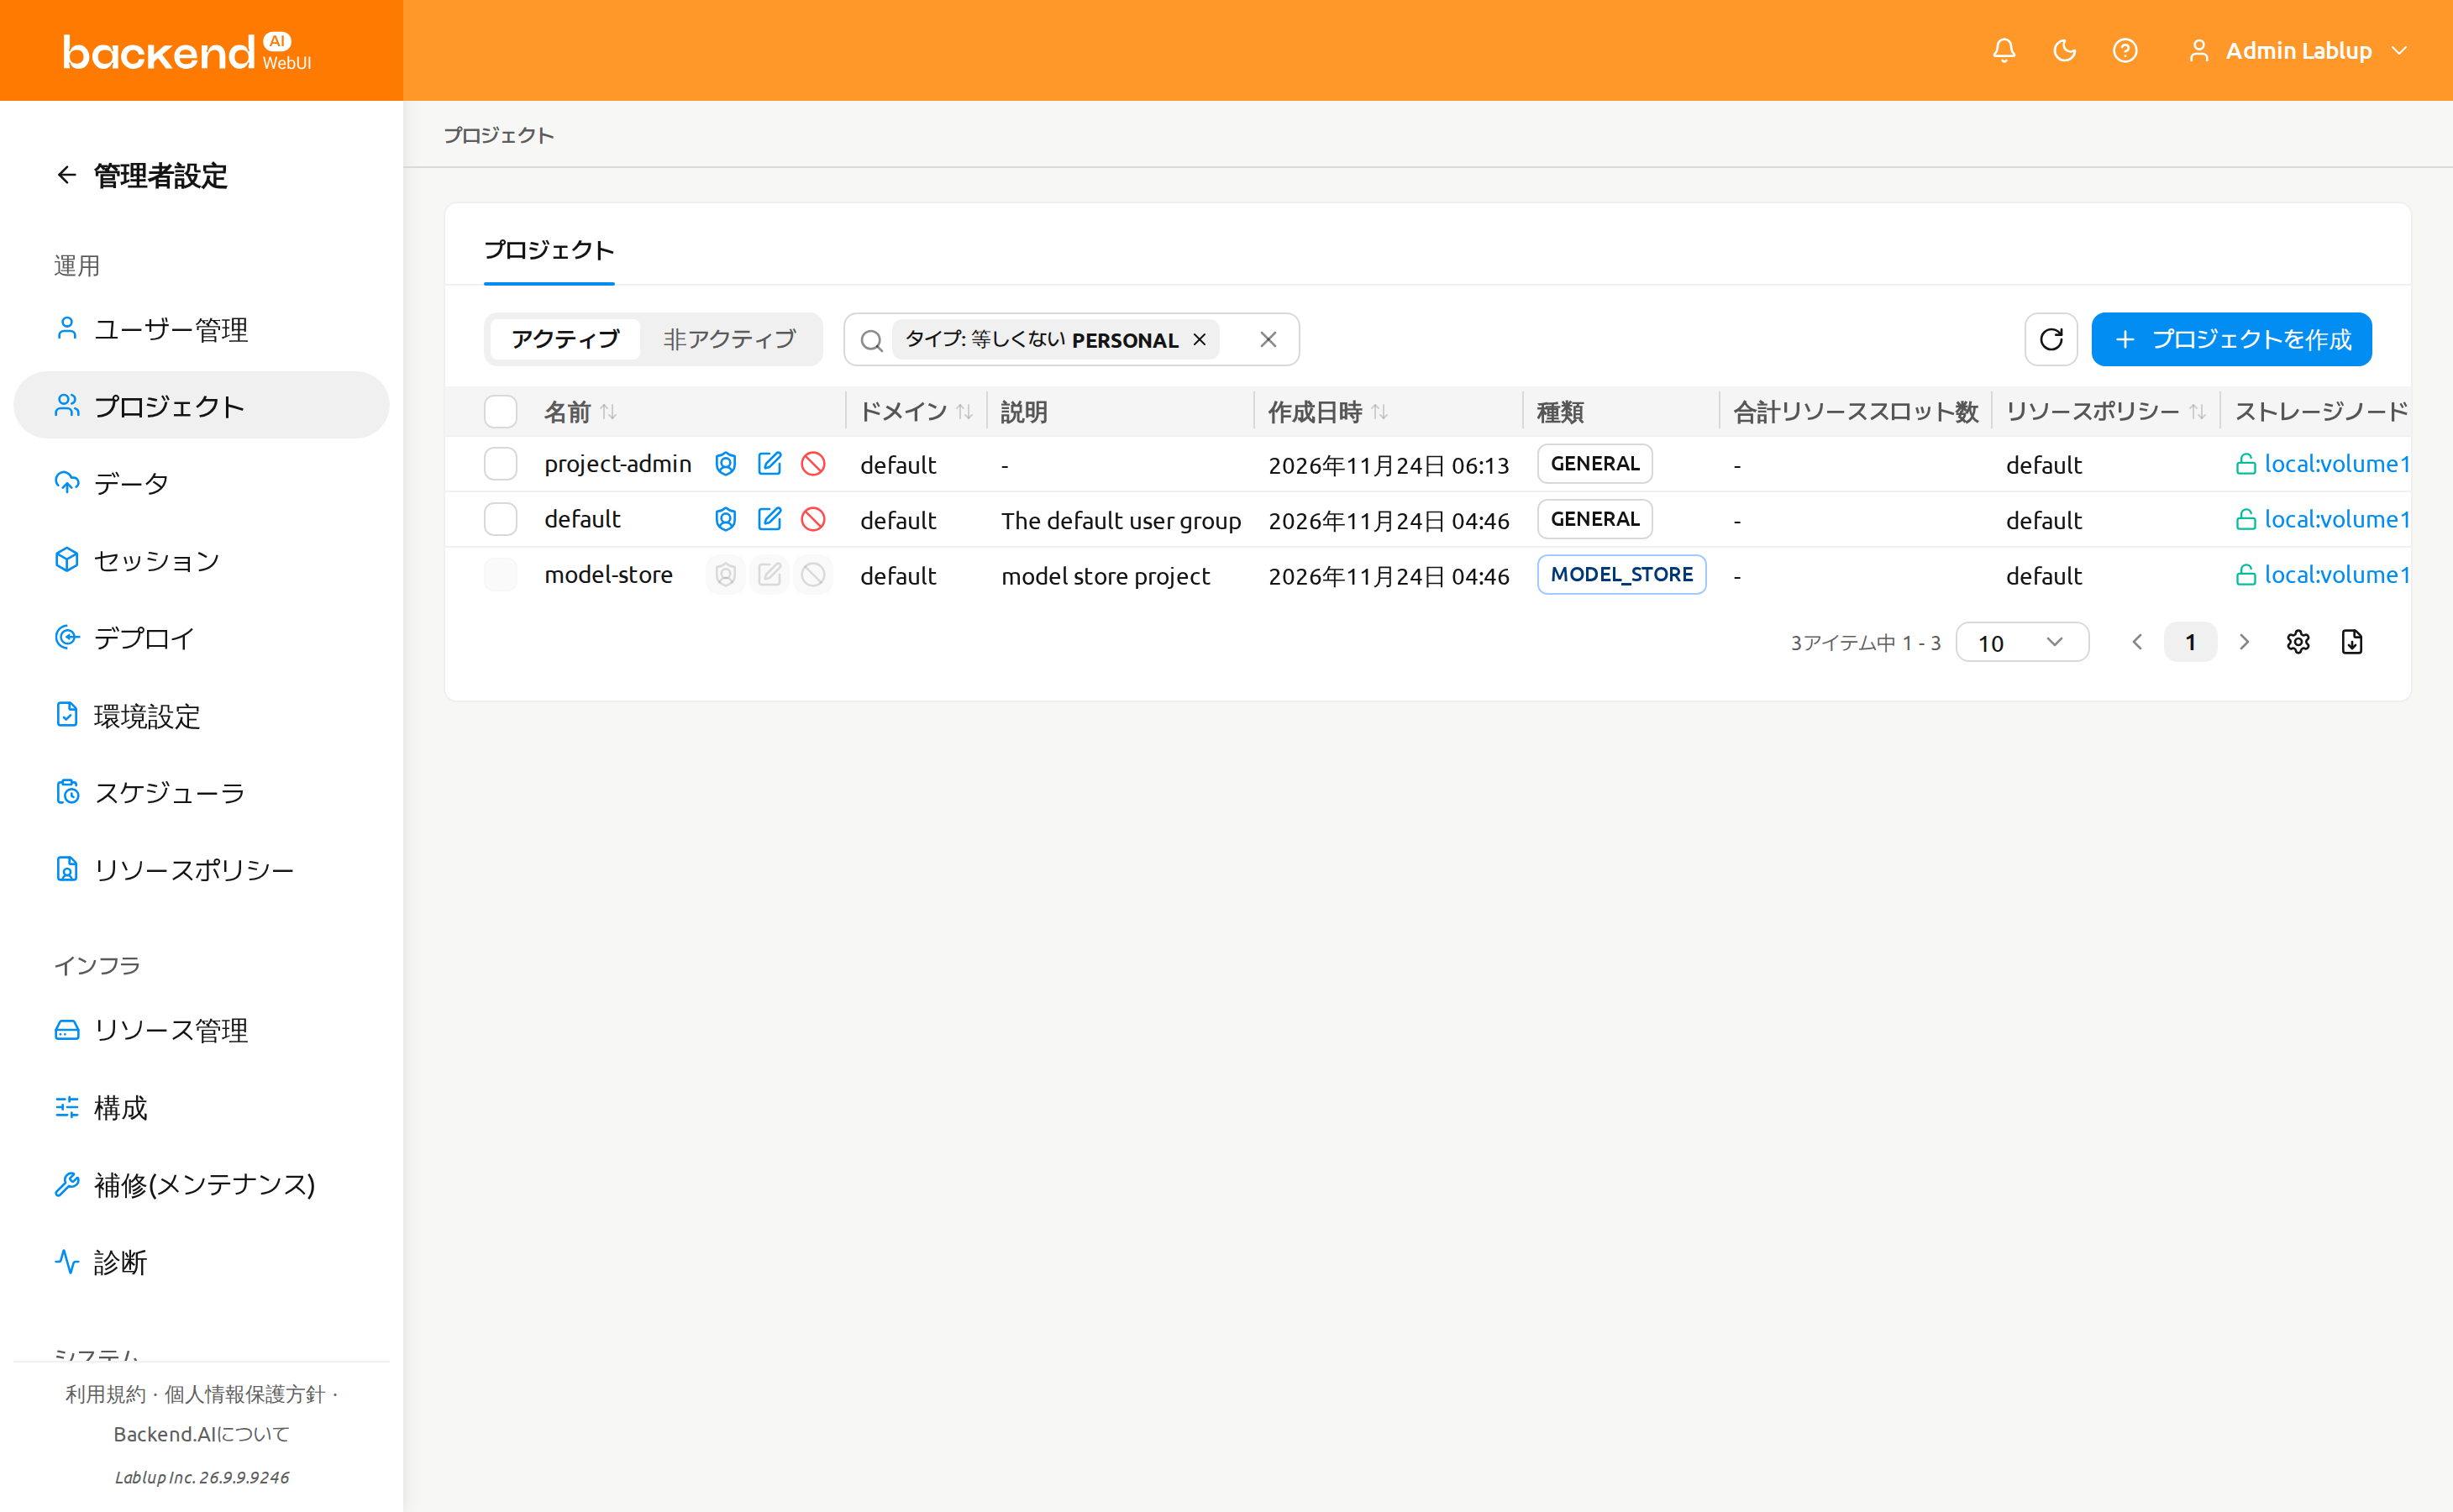 backend AI WebUI
Admin Lablup
管理者設定
運用
ユーザー管理
プロジェクト
データ
セッション
デプロイ
環境設定
スケジューラ
リソースポリシー
インフラ
リソース管理
構成
補修(メンテナンス)
診断
システム
利用規約 · 個人情報保護方針 ·
Backend.AIについて
Lablup Inc. 26.9.9.9246
プロジェクト
プロジェクト
アクティブ 非アクティブ タイプ: 等しくない PERSONAL プロジェクトを作成
名前 ドメイン 説明 作成日時 種類 合計リソーススロット数 リソースポリシー ストレージノード
project-admin default - 2026年11月24日 06:13 GENERAL - default local:volume1
default default The default user group 2026年11月24日 04:46 GENERAL - default local:volume1
model-store default model store project 2026年11月24日 04:46 MODEL_STORE - default local:volume1
3アイテム中 1 - 3 10 1